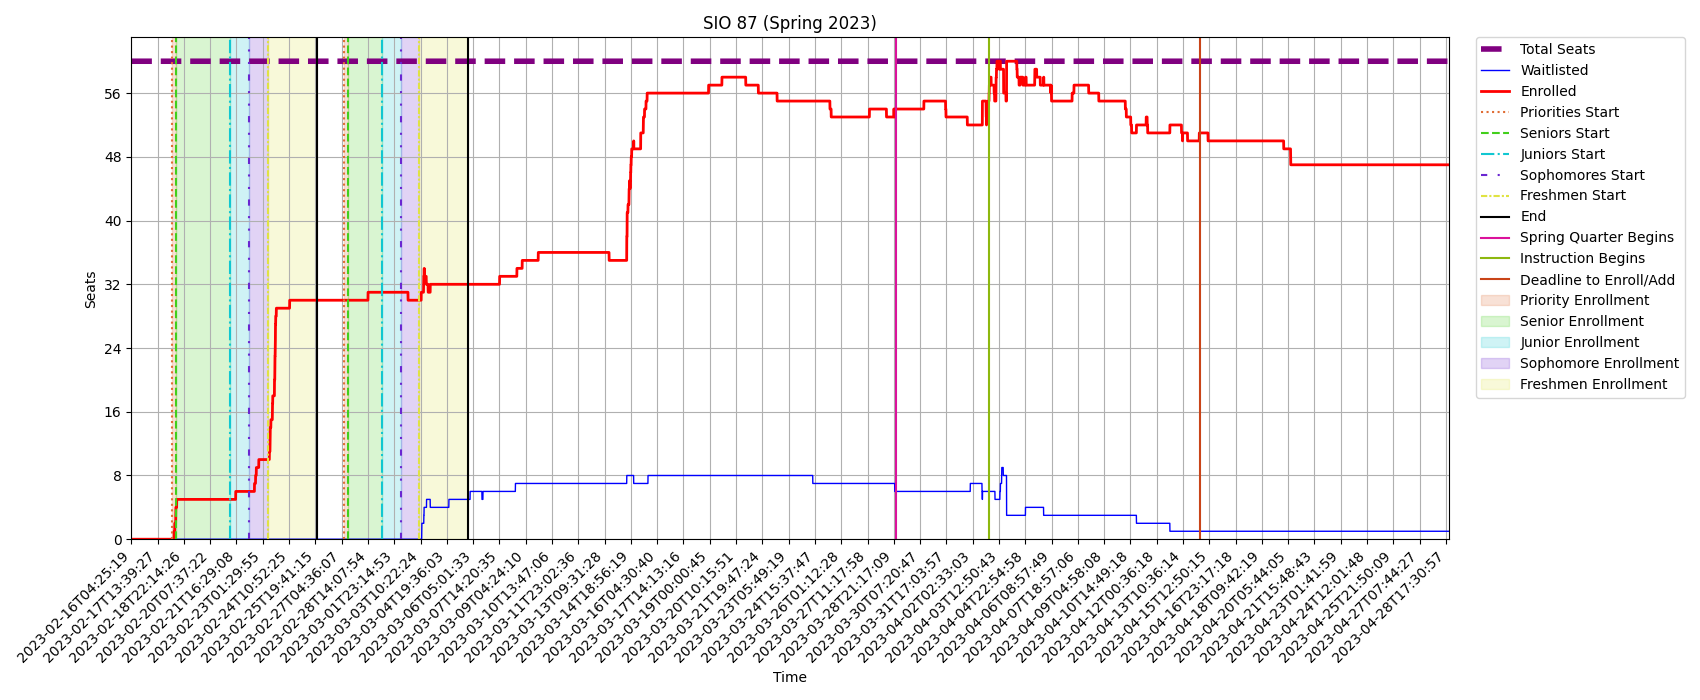 SIO 87 (Spring 2023)
Seats
56
48
40
32
24
16
8
0
2023-02-16T04:25:19
2023-02-17T13:39:27
2023-02-18T22:14:26
2023-02-20T07:37:22
2023-02-21T16:29:08
2023-02-23T01:29:55
2023-02-24T10:52:25
2023-02-25T19:41:15
2023-02-27T04:36:07
2023-02-28T14:07:54
2023-03-01T23:14:53
2023-03-03T10:22:24
2023-03-04T19:36:03
2023-03-06T05:01:33
2023-03-07T14:20:35
2023-03-09T04:24:10
2023-03-10T13:47:06
2023-03-11T23:02:36
2023-03-13T09:31:28
2023-03-14T18:56:19
2023-03-16T04:30:40
2023-03-17T14:13:16
2023-03-19T00:00:45
2023-03-20T10:15:51
2023-03-21T19:47:24
2023-03-23T05:49:19
2023-03-24T15:37:47
2023-03-26T01:12:28
2023-03-27T11:17:58
2023-03-28T21:17:09
2023-03-30T07:20:47
2023-03-31T17:03:57
2023-04-02T02:33:03
2023-04-03T12:50:43
2023-04-04T22:54:58
2023-04-06T08:57:49
2023-04-07T18:57:06
2023-04-09T04:58:08
2023-04-10T14:49:18
2023-04-12T00:36:18
2023-04-13T10:36:14
2023-04-15T12:50:15
2023-04-16T23:17:18
2023-04-18T09:42:19
2023-04-20T05:44:05
2023-04-21T15:48:43
2023-04-23T01:41:59
2023-04-24T12:01:48
2023-04-25T21:50:09
2023-04-27T07:44:27
2023-04-28T17:30:57
Time
Total Seats
Waitlisted
Enrolled
Priorities Start
Seniors Start
Juniors Start
Sophomores Start
Freshmen Start
End
Spring Quarter Begins
Instruction Begins
Deadline to Enroll/Add
Priority Enrollment
Senior Enrollment
Junior Enrollment
Sophomore Enrollment
Freshmen Enrollment